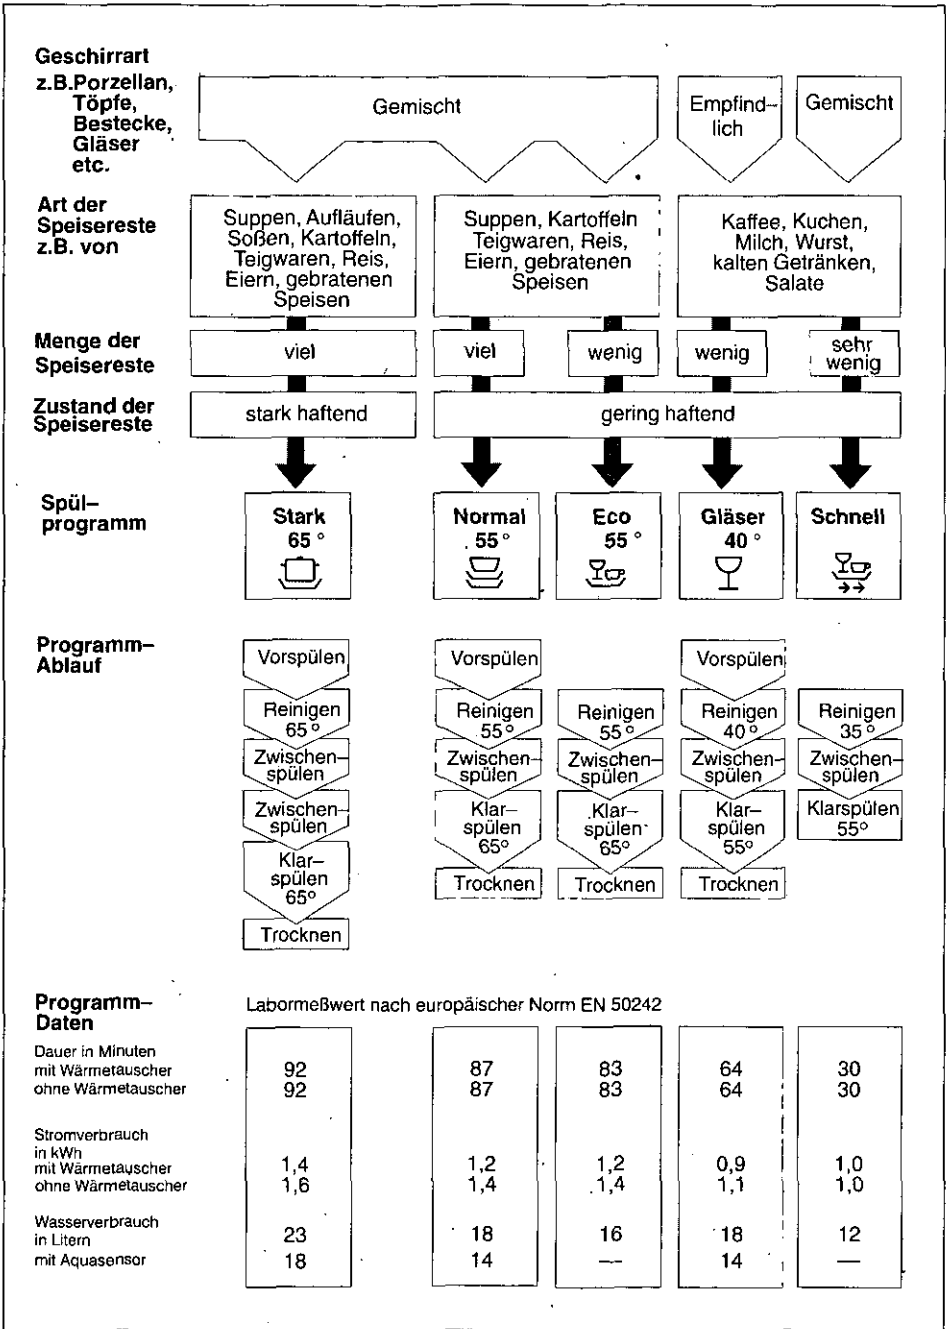 Geschirrart
z.B. Porzellan,
Töpfe,
Bestecke,
Gläser
etc.
Gemischt
Empfind–
lich
Gemischt
Art der
Speisereste
z.B. von
Suppen, Aufläufen,
Soßen, Kartoffeln,
Teigwaren, Reis,
Eiern, gebratenen
Speisen
Suppen, Kartoffeln
Teigwaren, Reis,
Eiern, gebratenen
Speisen
Kaffee, Kuchen,
Milch, Wurst,
kalten Getränken,
Salate
Menge der
Speisereste
viel
viel
wenig
wenig
sehr
wenig
Zustand der
Speisereste
stark haftend
gering haftend
Spül–
programm
Stark
65 °
Normal
55 °
Eco
55 °
Gläser
40 °
Schnell
Programm–
Ablauf
Vorspülen
Reinigen
65°
Zwischen–
spülen
Zwischen–
spülen
Klar–
spülen
65°
Trocknen
Vorspülen
Reinigen
55°
Zwischen–
spülen
Klar–
spülen
65°
Trocknen
Reinigen
55°
Zwischen–
spülen
Klar–
spülen
65°
Trocknen
Vorspülen
Reinigen
40°
Zwischen–
spülen
Klar–
spülen
55°
Trocknen
Reinigen
35°
Zwischen–
spülen
Klarspülen
55°
Programm–
Daten
Labormeßwert nach europäischer Norm EN 50242
Dauer in Minuten
mit Wärmetauscher 92 87 83 64 30
ohne Wärmetauscher 92 87 83 64 30
Stromverbrauch
in kWh
mit Wärmetauscher 1,4 1,2 1,2 0,9 1,0
ohne Wärmetauscher 1,6 1,4 1,4 1,1 1,0
Wasserverbrauch
in Litern 23 18 16 18 12
mit Aquasensor 18 14 — 14 —